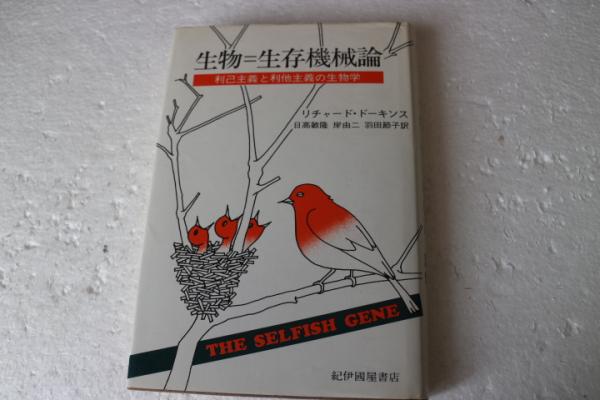 生物=生存機械論
利己主義と利他主義の生物学
リチャード・ドーキンス
日高敏隆 岸由二 羽田節子訳
THE SELFISH GENE
紀伊國屋書店